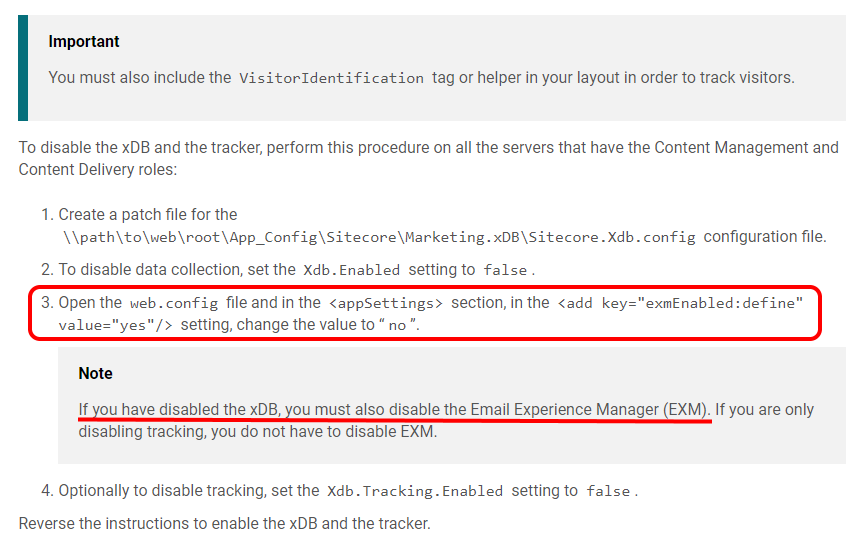 Important
You must also include the VisitorIdentification tag or helper in your layout in order to track visitors.
To disable the xDB and the tracker, perform this procedure on all the servers that have the Content Management and
Content Delivery roles:
1. Create a patch file for the
\\path\to\web\root\App_Config\Sitecore\Marketing.xDB\Sitecore.Xdb.config configuration file.
2. To disable data collection, set the Xdb.Enabled setting to false.
3. Open the web.config file and in the <appSettings> section, in the <add key="exmEnabled:define"
value="yes"/> setting, change the value to “no”.
Note
If you have disabled the xDB, you must also disable the Email Experience Manager (EXM). If you are only
disabling tracking, you do not have to disable EXM.
4. Optionally to disable tracking, set the Xdb.Tracking.Enabled setting to false.
Reverse the instructions to enable the xDB and the tracker.